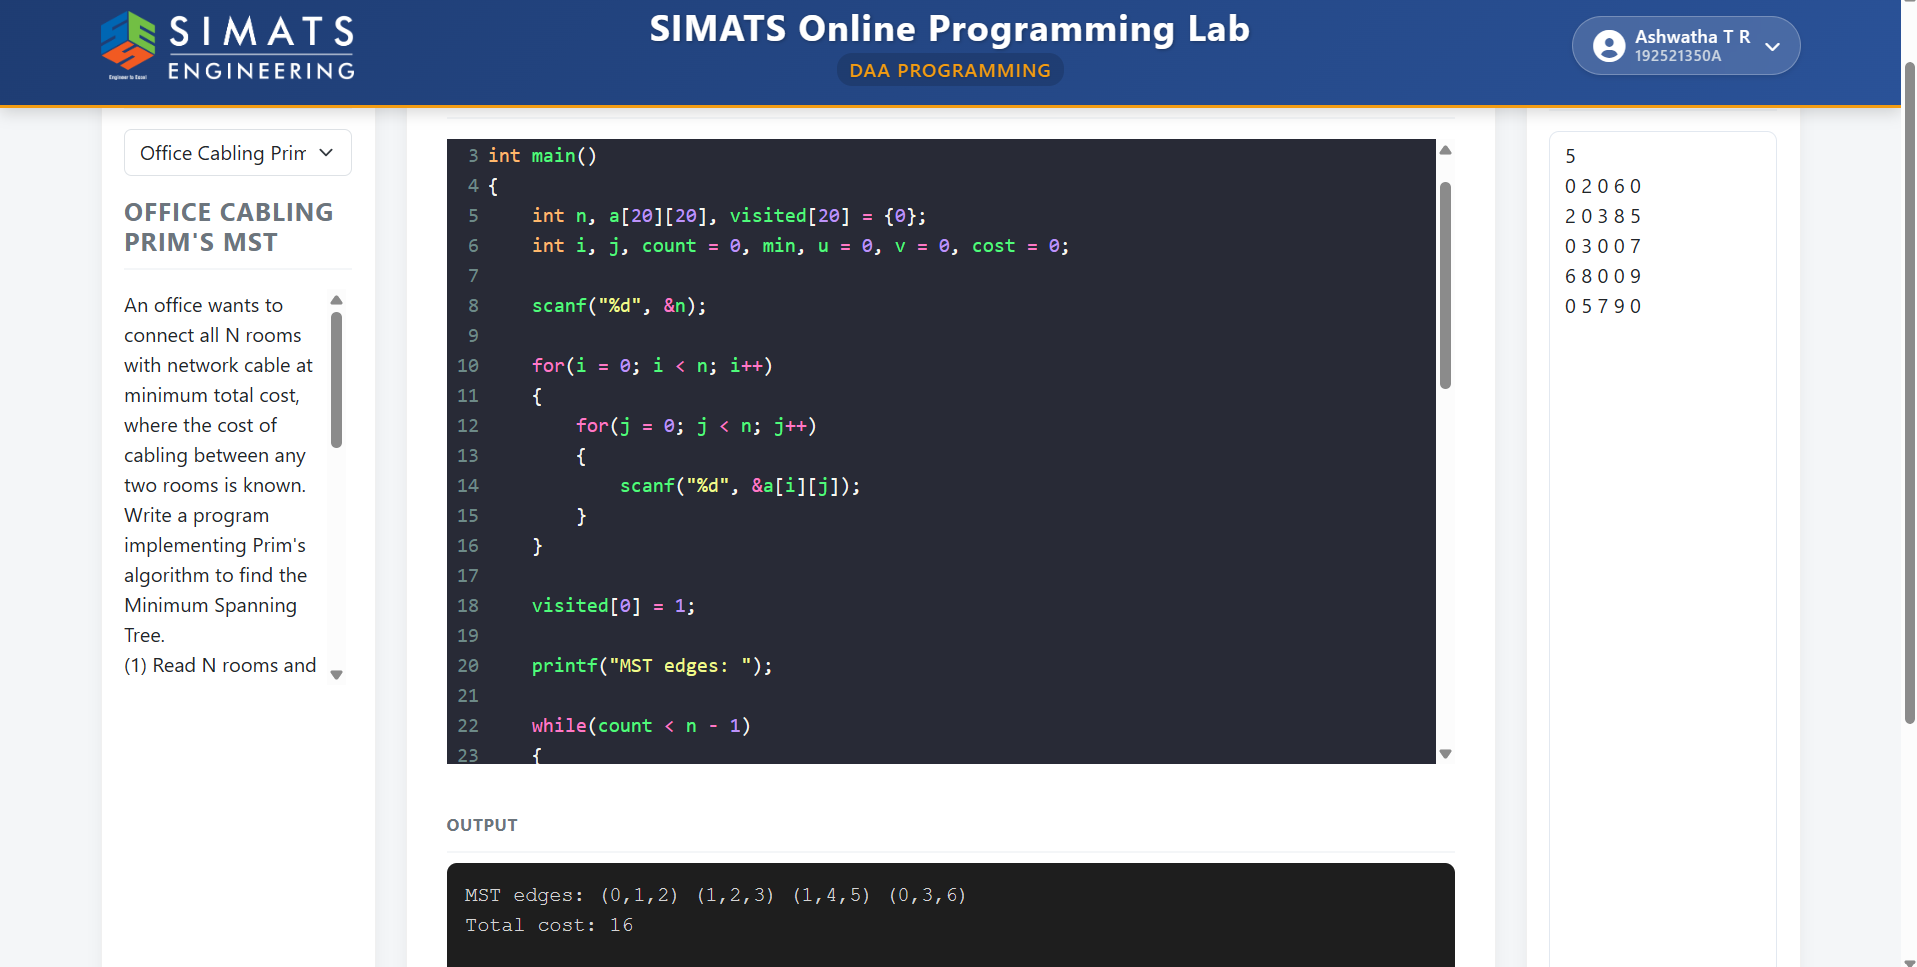 SIMATS
ENGINEERING
Engineer to Excel
SIMATS Online Programming Lab
DAA PROGRAMMING
Ashwatha T R
192521350A
Office Cabling Prim
OFFICE CABLING
PRIM'S MST
An office wants to
connect all N rooms
with network cable at
minimum total cost,
where the cost of
cabling between any
two rooms is known.
Write a program
implementing Prim's
algorithm to find the
Minimum Spanning
Tree.
(1) Read N rooms and
3 int main()
4 {
5     int n, a[20][20], visited[20] = {0};
6     int i, j, count = 0, min, u = 0, v = 0, cost = 0;
7
8     scanf("%d", &n);
9
10     for(i = 0; i < n; i++)
11     {
12         for(j = 0; j < n; j++)
13         {
14             scanf("%d", &a[i][j]);
15         }
16     }
17
18     visited[0] = 1;
19
20     printf("MST edges: ");
21
22     while(count < n - 1)
23     {
OUTPUT
MST edges: (0,1,2) (1,2,3) (1,4,5) (0,3,6)
Total cost: 16
5
0 2 0 6 0
2 0 3 8 5
0 3 0 0 7
6 8 0 0 9
0 5 7 9 0